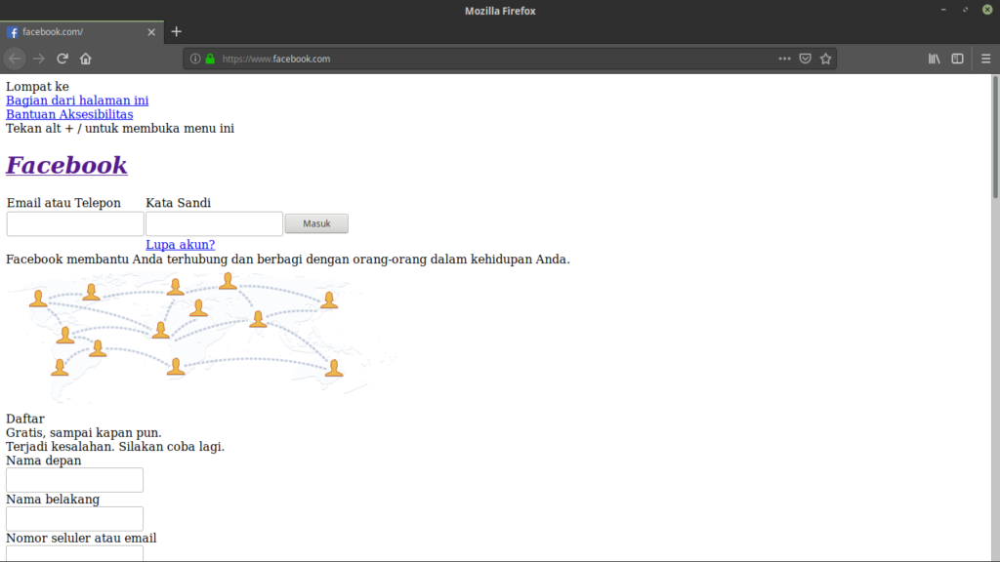 Mozilla Firefox
facebook.com/
https://www.facebook.com
Lompat ke
Bagian dari halaman ini
Bantuan Aksesibilitas
Tekan alt + / untuk membuka menu ini
Facebook
Email atau Telepon Kata Sandi
Masuk
Lupa akun?
Facebook membantu Anda terhubung dan berbagi dengan orang-orang dalam kehidupan Anda.
Daftar
Gratis, sampai kapan pun.
Terjadi kesalahan. Silakan coba lagi.
Nama depan
Nama belakang
Nomor seluler atau email